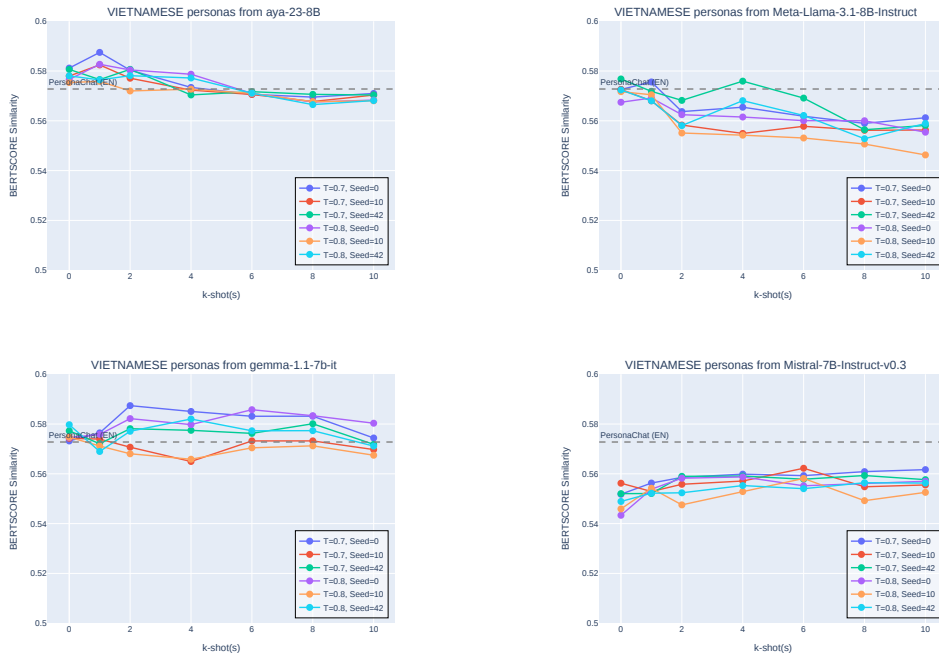 VIETNAMESE personas from aya-23-8B
0.6
0.58
0.56
0.54
0.52
0.5
BERTSCORE Similarity
PersonaChat (EN)
T=0.7, Seed=0
T=0.7, Seed=10
T=0.7, Seed=42
T=0.8, Seed=0
T=0.8, Seed=10
T=0.8, Seed=42
0 2 4 6 8 10
k-shot(s)
VIETNAMESE personas from Meta-Llama-3.1-8B-Instruct
0.6
0.58
0.56
0.54
0.52
0.5
BERTSCORE Similarity
PersonaChat (EN)
T=0.7, Seed=0
T=0.7, Seed=10
T=0.7, Seed=42
T=0.8, Seed=0
T=0.8, Seed=10
T=0.8, Seed=42
0 2 4 6 8 10
k-shot(s)
VIETNAMESE personas from gemma-1.1-7b-it
0.6
0.58
0.56
0.54
0.52
0.5
BERTSCORE Similarity
PersonaChat (EN)
T=0.7, Seed=0
T=0.7, Seed=10
T=0.7, Seed=42
T=0.8, Seed=0
T=0.8, Seed=10
T=0.8, Seed=42
0 2 4 6 8 10
k-shot(s)
VIETNAMESE personas from Mistral-7B-Instruct-v0.3
0.6
0.58
0.56
0.54
0.52
0.5
BERTSCORE Similarity
PersonaChat (EN)
T=0.7, Seed=0
T=0.7, Seed=10
T=0.7, Seed=42
T=0.8, Seed=0
T=0.8, Seed=10
T=0.8, Seed=42
0 2 4 6 8 10
k-shot(s)